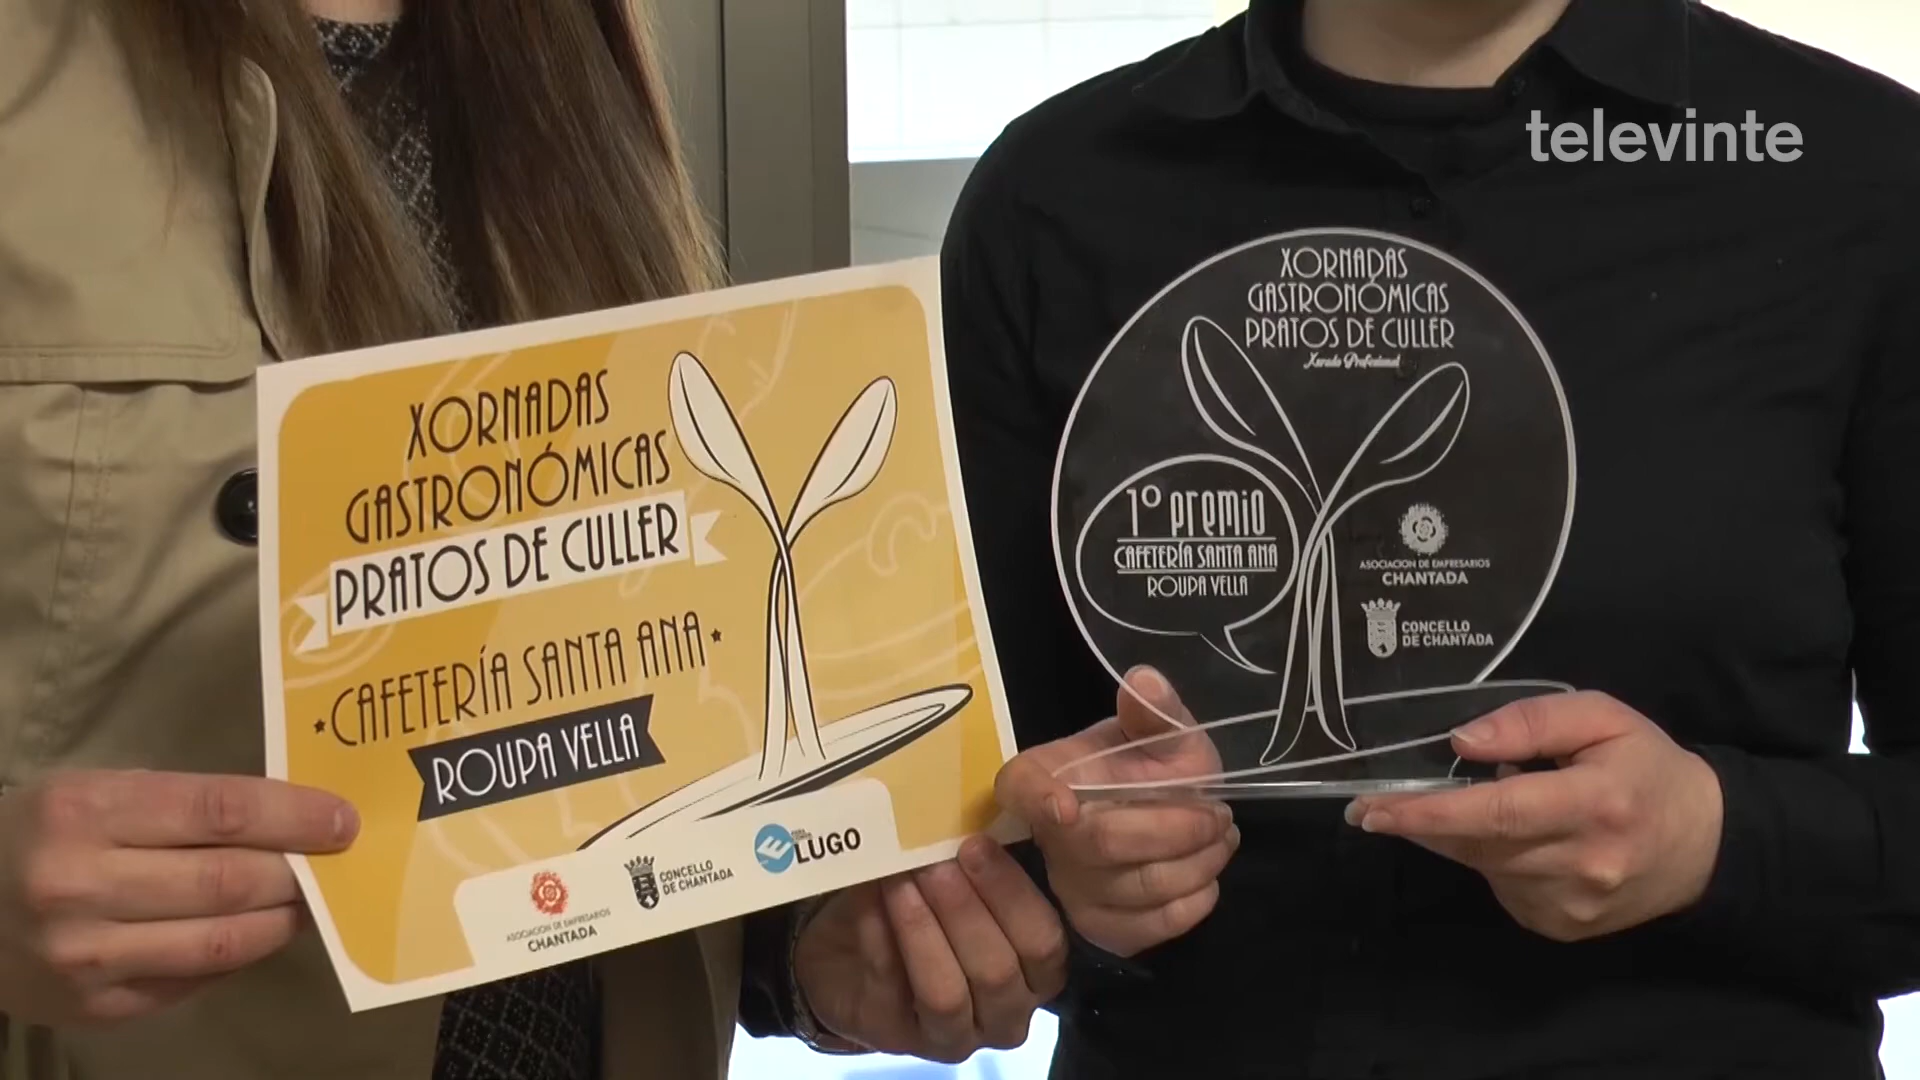 televinte
XORNADAS
GASTRONÓMICAS
PRATOS DE CULLER
CAFETERÍA SANTA ANA
ROUPA VELLA
ASOCIACION DE EMPRESARIOS
CHANTADA
CONCELLO
DE CHANTADA
LUGO
XORNADAS
GASTRONÓMICAS
PRATOS DE CULLER
Xurado Profesional
1º premio
CAFETERÍA SANTA ANA
ROUPA VELLA
ASOCIACION DE EMPRESARIOS
CHANTADA
CONCELLO
DE CHANTADA